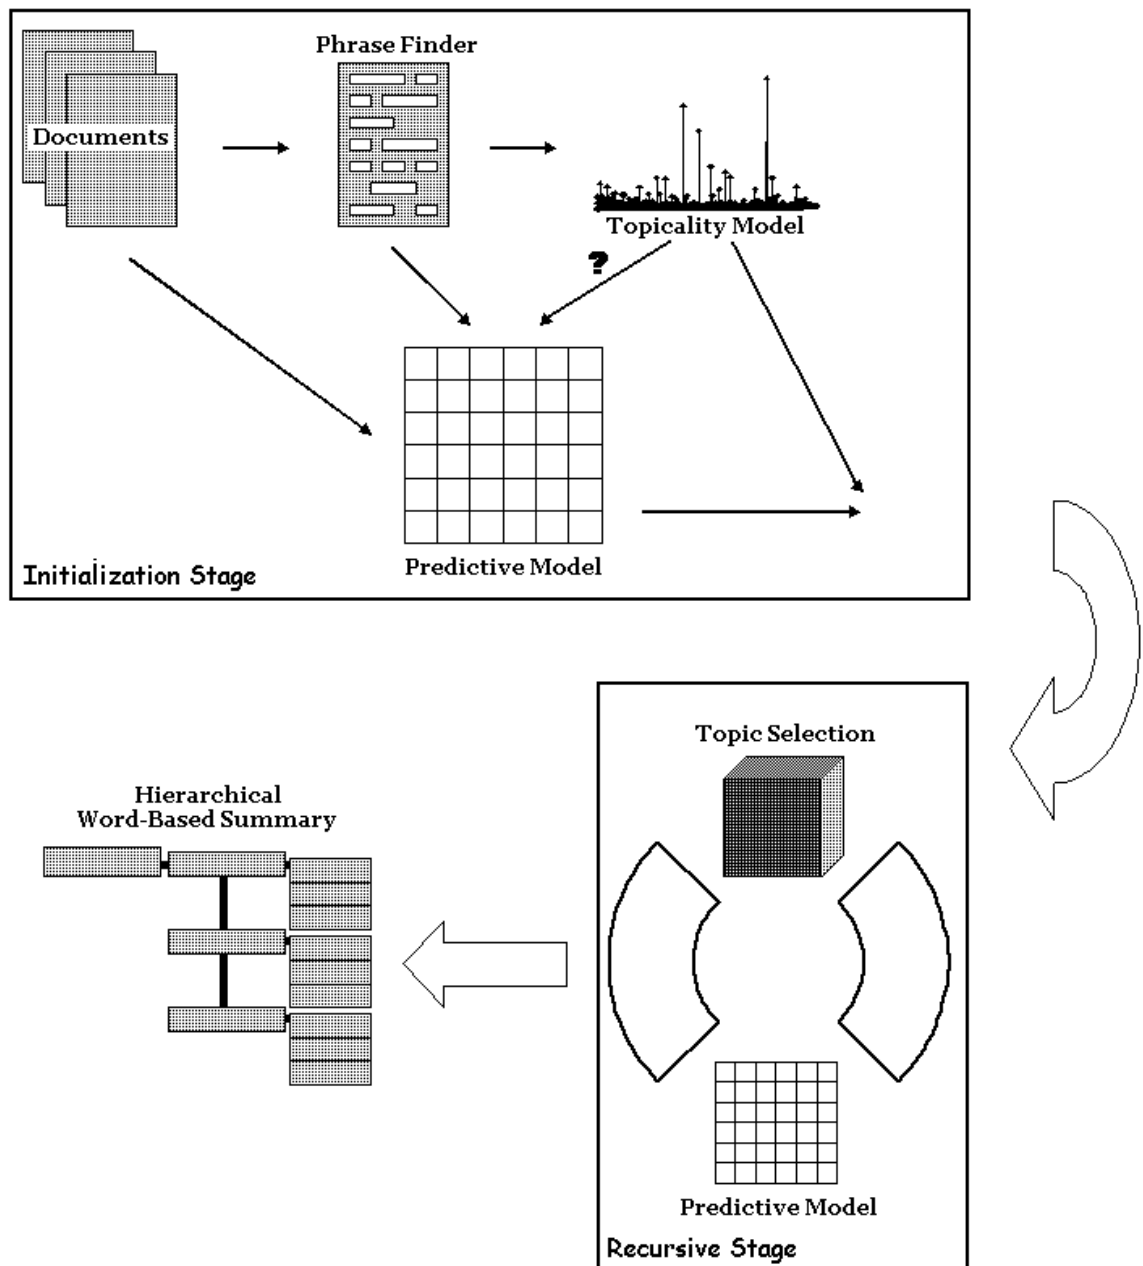 Phrase Finder
Documents
Topicality Model
?
Predictive Model
Initialization Stage
Topic Selection
Hierarchical
Word-Based Summary
Predictive Model
Recursive Stage